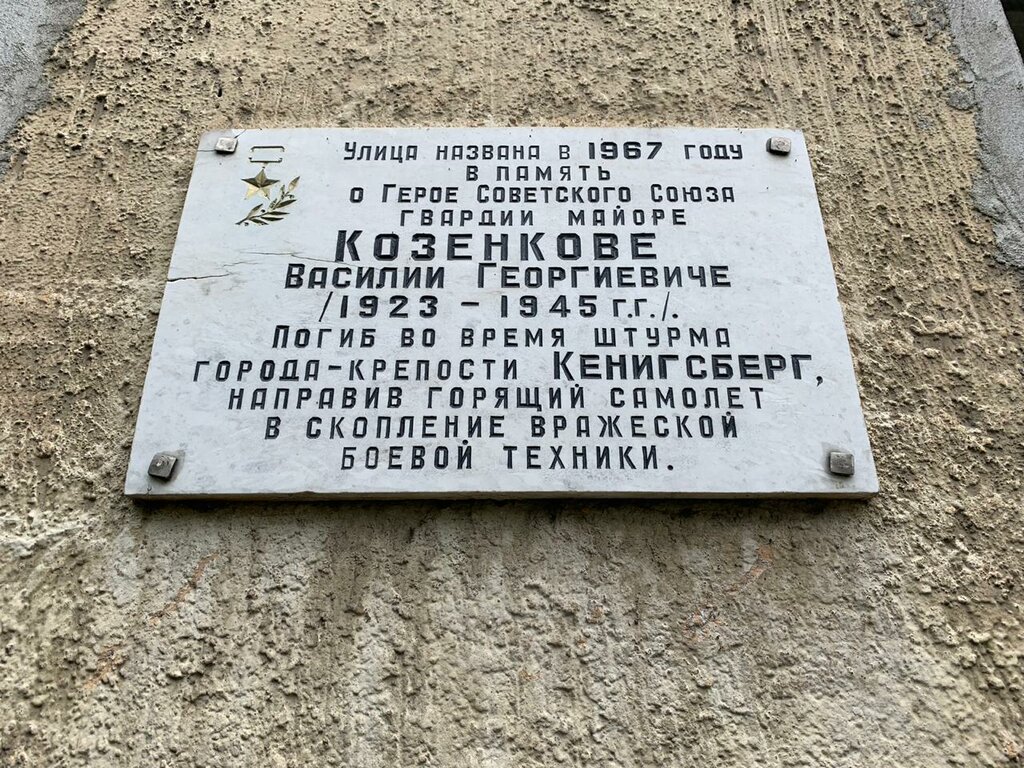 Улица названа в 1967 году
в память
о Герое Советского Союза
гвардии майоре
Козенкове
Василии Георгиевиче
/1923 - 1945 г.г./.
Погиб во время штурма
города-крепости Кенигсберг,
направив горящий самолет
в скопление вражеской
боевой техники.